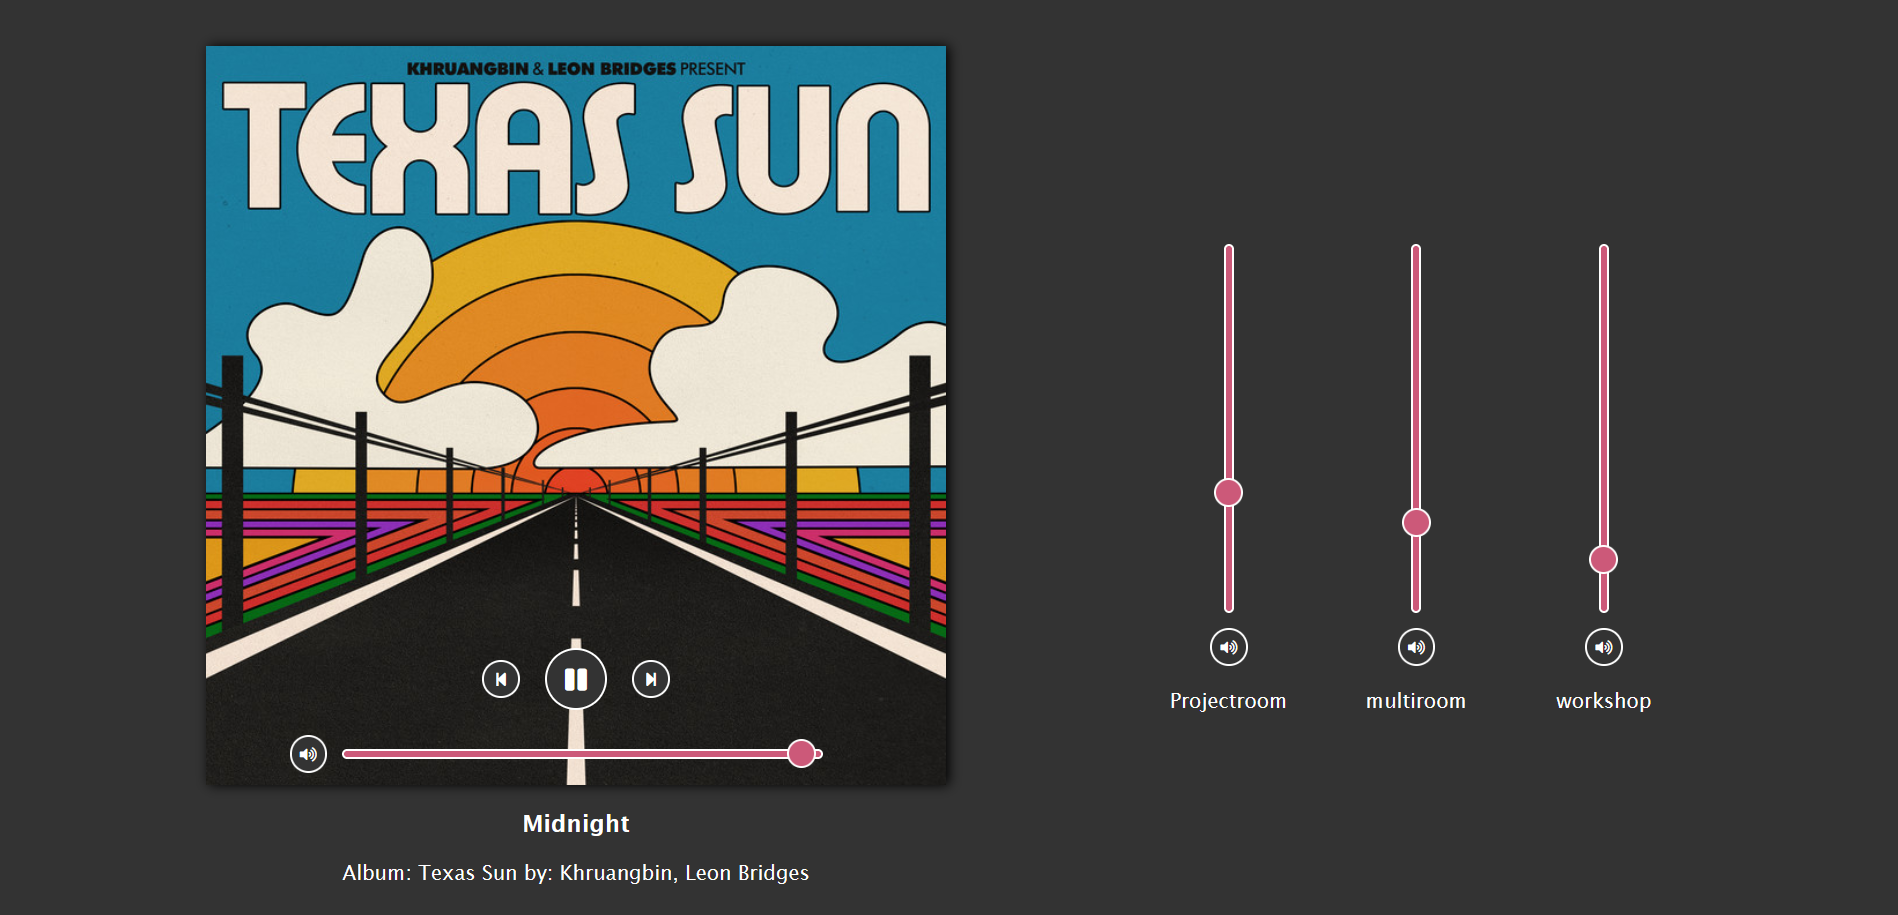 KHRUANGBIN & LEON BRIDGES PRESENT
TEXAS SUN
Midnight
Album: Texas Sun by: Khruangbin, Leon Bridges
Projectroom
multiroom
workshop